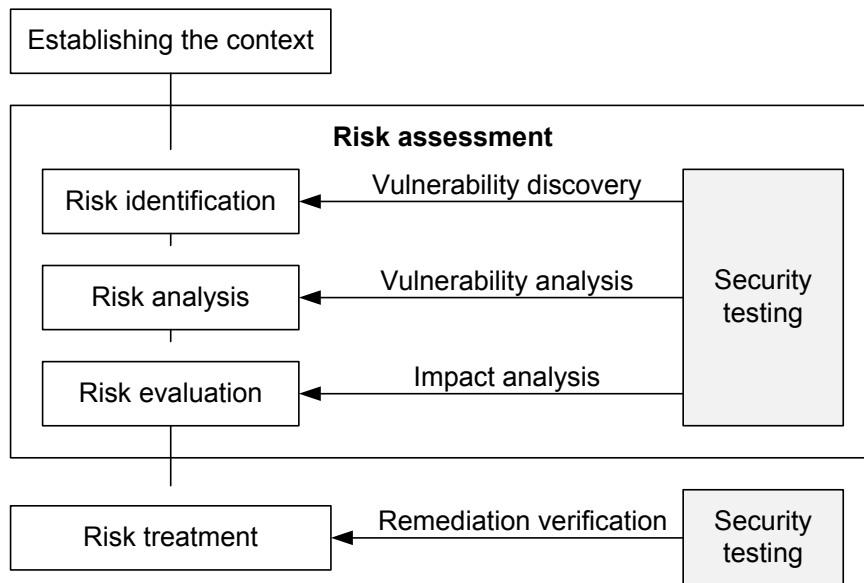 Establishing the context
Risk assessment
Risk identification
Vulnerability discovery
Risk analysis
Vulnerability analysis
Security
testing
Risk evaluation
Impact analysis
Risk treatment
Remediation verification
Security
testing